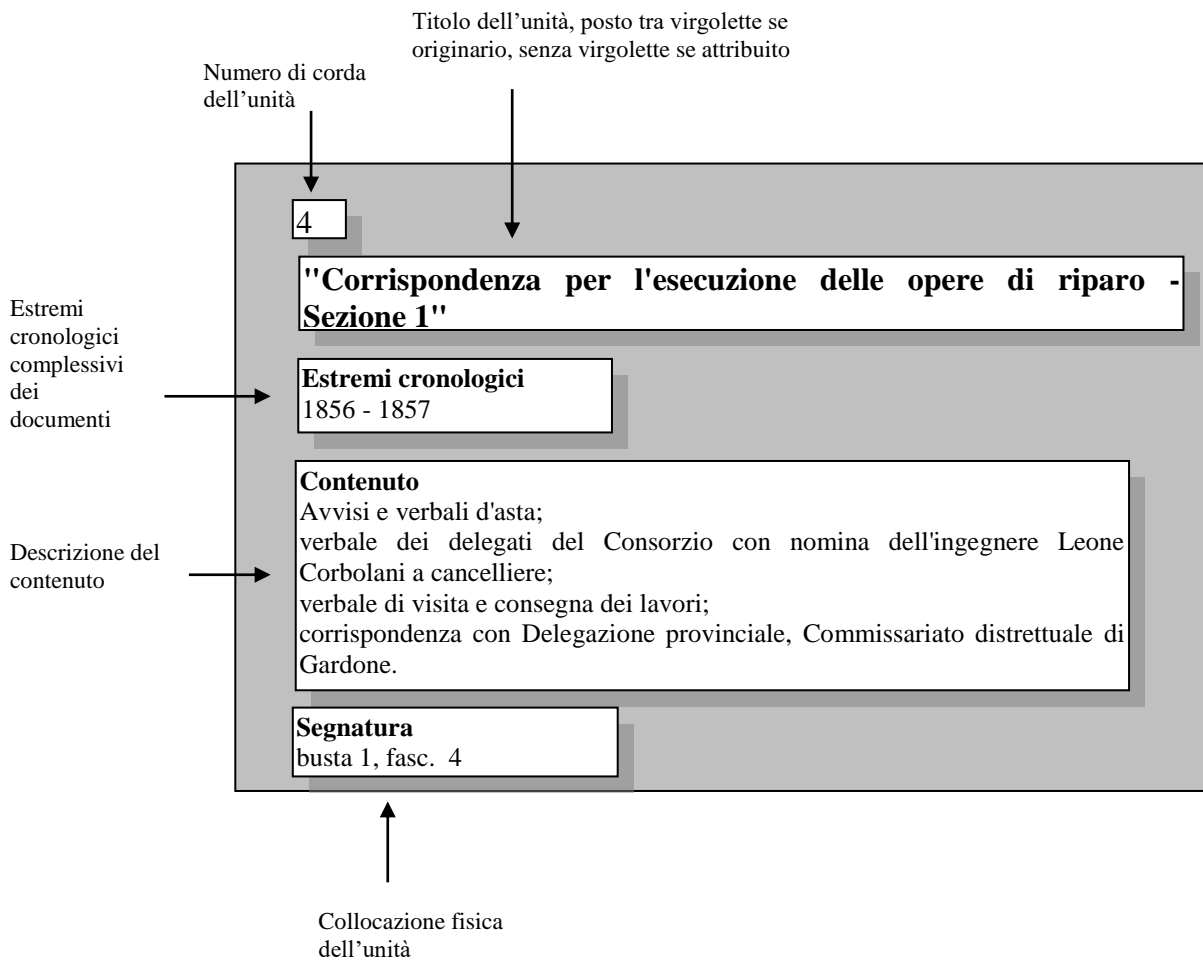 Titolo dell’unità, posto tra virgolette se
originario, senza virgolette se attribuito
Numero di corda
dell’unità
4
"Corrispondenza per l'esecuzione delle opere di riparo -
Sezione 1"
Estremi
cronologici
complessivi
dei
documenti
Estremi cronologici
1856 - 1857
Contenuto
Avvisi e verbali d'asta;
verbale dei delegati del Consorzio con nomina dell'ingegnere Leone
Corbolani a cancelliere;
verbale di visita e consegna dei lavori;
corrispondenza con Delegazione provinciale, Commissariato distrettuale di
Gardone.
Descrizione del
contenuto
Segnatura
busta 1, fasc. 4
Collocazione fisica
dell’unità